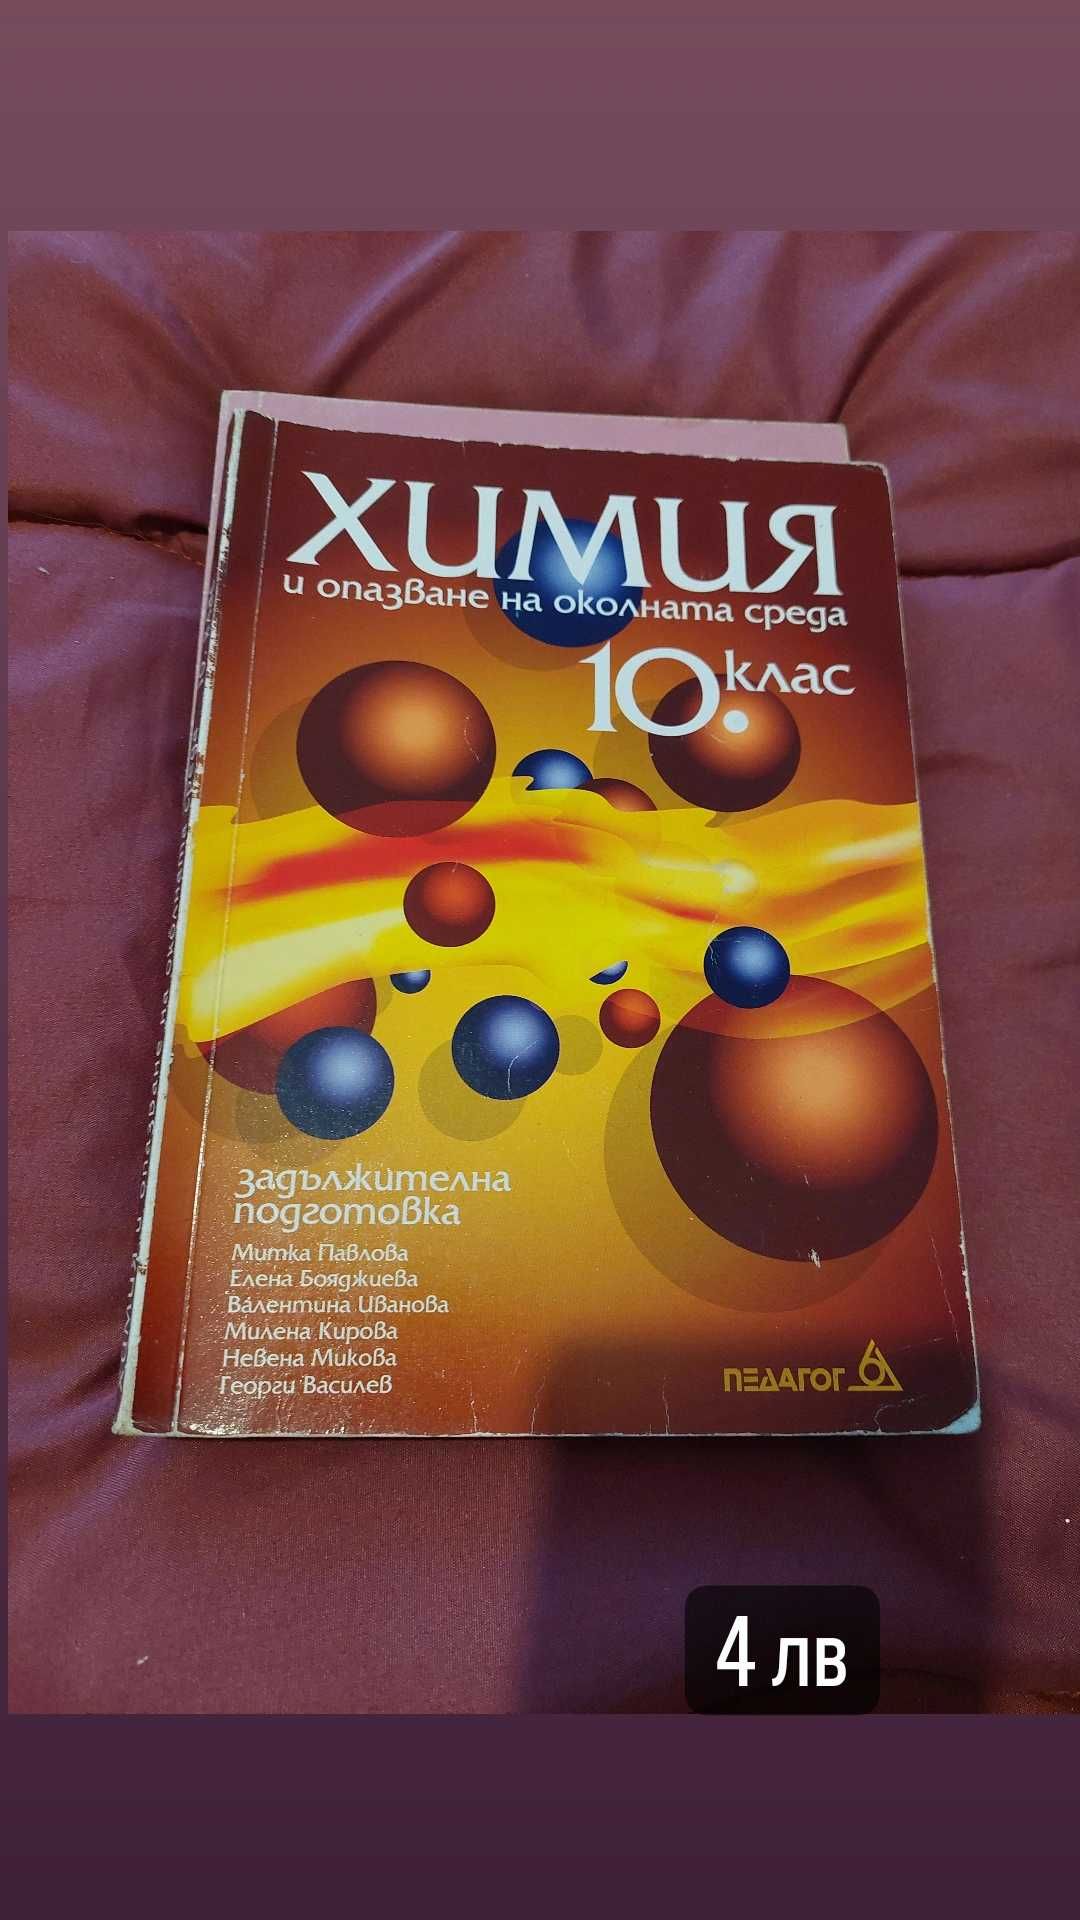 ХИМИЯ
и опазване на околната среда
10. клас
задължителна
подготовка
Митка Павлова
Елена Бояджиева
Валентина Иванова
Милена Кирова
Невена Микова
Георги Василев
ПЕДАГОГ 6
4 лв